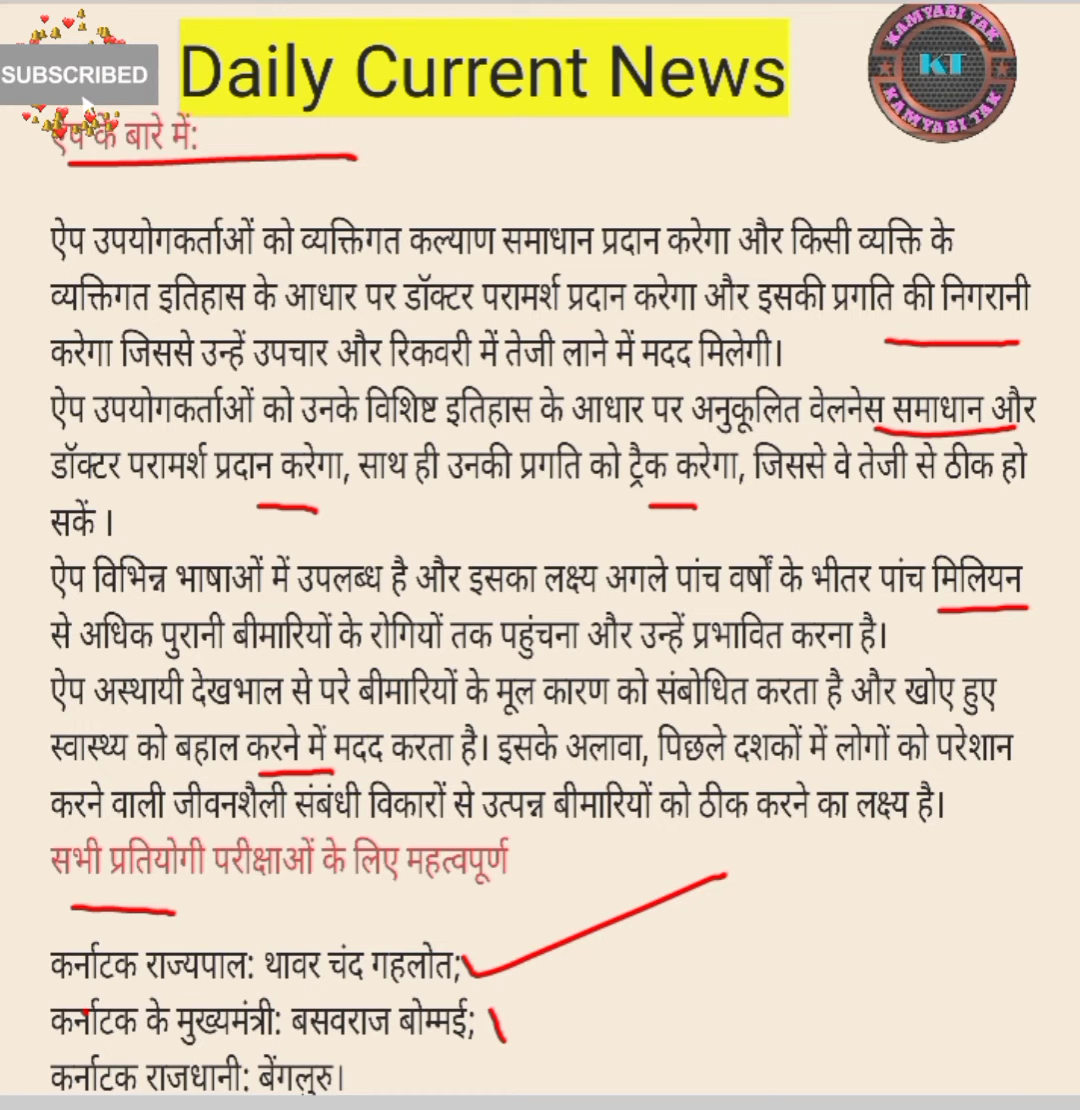 SUBSCRIBED
Daily Current News
KAMYABI TAK
KT
KAMYABI TAK
ऐप के बारे में:
ऐप उपयोगकर्ताओं को व्यक्तिगत कल्याण समाधान प्रदान करेगा और किसी व्यक्ति के
व्यक्तिगत इतिहास के आधार पर डॉक्टर परामर्श प्रदान करेगा और इसकी प्रगति की निगरानी
करेगा जिससे उन्हें उपचार और रिकवरी में तेजी लाने में मदद मिलेगी।
ऐप उपयोगकर्ताओं को उनके विशिष्ट इतिहास के आधार पर अनुकूलित वेलनेस समाधान और
डॉक्टर परामर्श प्रदान करेगा, साथ ही उनकी प्रगति को ट्रैक करेगा, जिससे वे तेजी से ठीक हो
सकें ।
ऐप विभिन्न भाषाओं में उपलब्ध है और इसका लक्ष्य अगले पांच वर्षों के भीतर पांच मिलियन
से अधिक पुरानी बीमारियों के रोगियों तक पहुंचना और उन्हें प्रभावित करना है।
ऐप अस्थायी देखभाल से परे बीमारियों के मूल कारण को संबोधित करता है और खोए हुए
स्वास्थ्य को बहाल करने में मदद करता है। इसके अलावा, पिछले दशकों में लोगों को परेशान
करने वाली जीवनशैली संबंधी विकारों से उत्पन्न बीमारियों को ठीक करने का लक्ष्य है।
सभी प्रतियोगी परीक्षाओं के लिए महत्वपूर्ण
कर्नाटक राज्यपाल: थावर चंद गहलोत;
कर्नाटक के मुख्यमंत्री: बसवराज बोम्मई;
कर्नाटक राजधानी: बेंगलुरु।